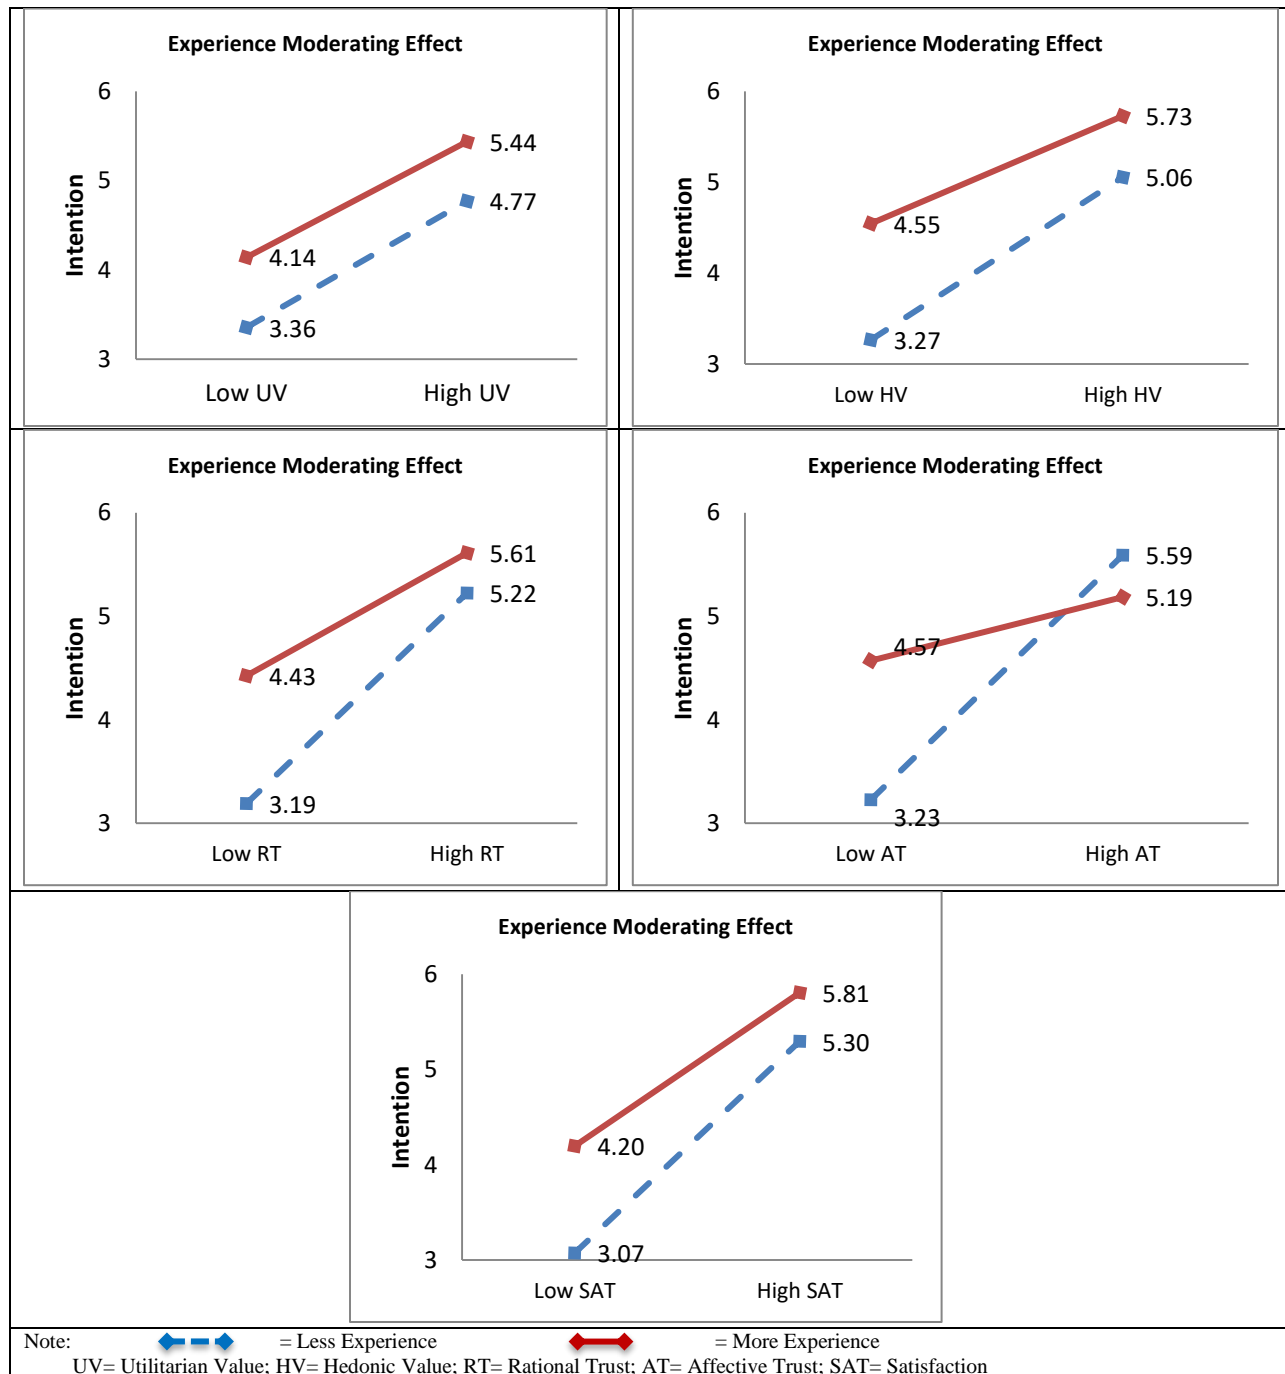 Experience Moderating Effect
6
5
4
3
Intention
5.44
4.77
4.14
3.36
Low UV High UV
Experience Moderating Effect
6
5
4
3
Intention
5.73
5.06
4.55
3.27
Low HV High HV
Experience Moderating Effect
6
5
4
3
Intention
5.61
5.22
4.43
3.19
Low RT High RT
Experience Moderating Effect
6
5
4
3
Intention
5.59
5.19
4.57
3.23
Low AT High AT
Experience Moderating Effect
6
5
4
3
Intention
5.81
5.30
4.20
3.07
Low SAT High SAT
Note: = Less Experience = More Experience
UV= Utilitarian Value; HV= Hedonic Value; RT= Rational Trust; AT= Affective Trust; SAT= Satisfaction